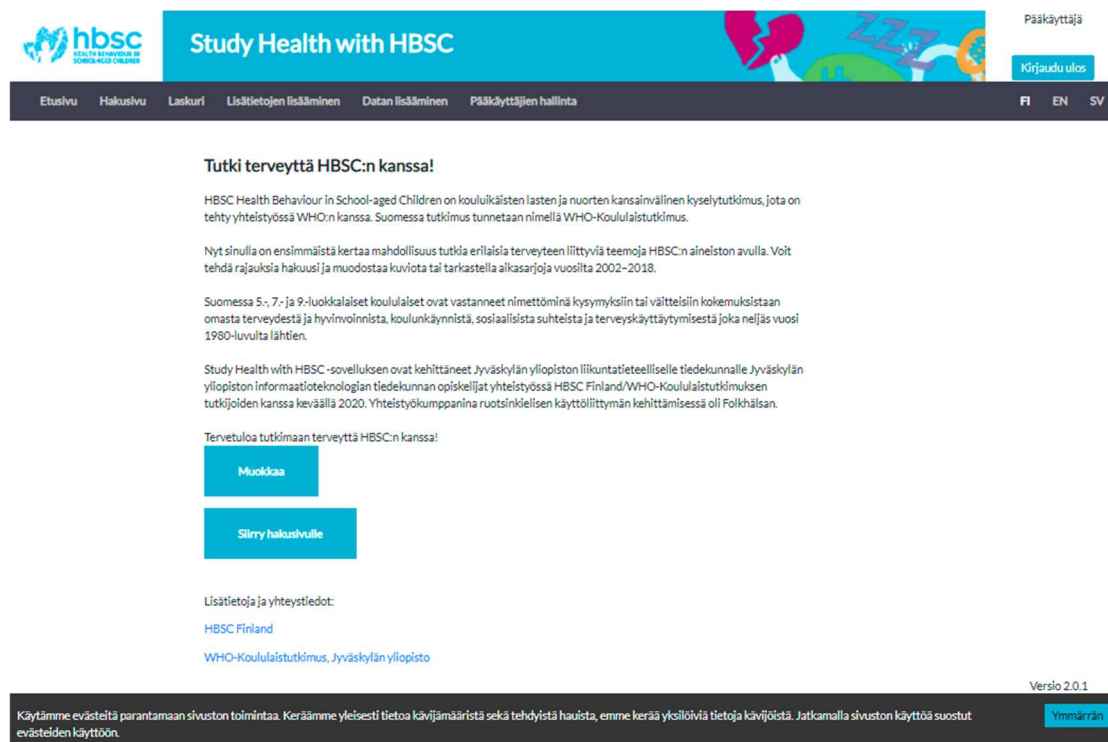 hbsc
HEALTH BEHAVIOUR IN
SCHOOL-AGED CHILDREN
Study Health with HBSC
ZZZ
Pääkäyttäjä
Kirjaudu ulos
Etusivu Hakusivu Laskuri Lisätietojen lisääminen Datan lisääminen Pääkäyttäjien hallinta FI EN SV
Tutki terveyttä HBSC:n kanssa!
HBSC Health Behaviour in School-aged Children on kouluikäisten lasten ja nuorten kansainvälinen kyselytutkimus, jota on
tehty yhteistyössä WHO:n kanssa. Suomessa tutkimus tunnetaan nimellä WHO-Koululaistutkimus.
Nyt sinulla on ensimmäistä kertaa mahdollisuus tutkia erilaisia terveyteen liittyviä teemoja HBSC:n aineiston avulla. Voit
tehdä rajauksia hakuusi ja muodostaa kuviota tai tarkastella aikasarjoja vuosilta 2002–2018.
Suomessa 5.-, 7.- ja 9.-luokkalaiset koululaiset ovat vastanneet nimettöminä kysymyksiin tai väitteisiin kokemuksistaan
omasta terveydestä ja hyvinvoinnista, koulunkäynnistä, sosiaalisista suhteista ja terveyskäyttäytymisestä joka neljäs vuosi
1980-luvulta lähtien.
Study Health with HBSC -sovelluksen ovat kehittäneet Jyväskylän yliopiston liikuntatieteelliselle tiedekunnalle Jyväskylän
yliopiston informaatioteknologian tiedekunnan opiskelijat yhteistyössä HBSC Finland/WHO-Koululaistutkimuksen
tutkijoiden kanssa keväällä 2020. Yhteistyökumppanina ruotsinkielisen käyttöliittymän kehittämisessä oli Folkhälsan.
Tervetuloa tutkimaan terveyttä HBSC:n kanssa!
Muokkaa
Siirry hakusivulle
Lisätietoja ja yhteystiedot:
HBSC Finland
WHO-Koululaistutkimus, Jyväskylän yliopisto
Versio 2.0.1
Käytämme evästeitä parantamaan sivuston toimintaa. Keräämme yleisesti tietoa kävijämääristä sekä tehdyistä hauista, emme kerää yksilöiviä tietoja kävijöistä. Jatkamalla sivuston käyttöä suostut
evästeiden käyttöön.
Ymmärrän